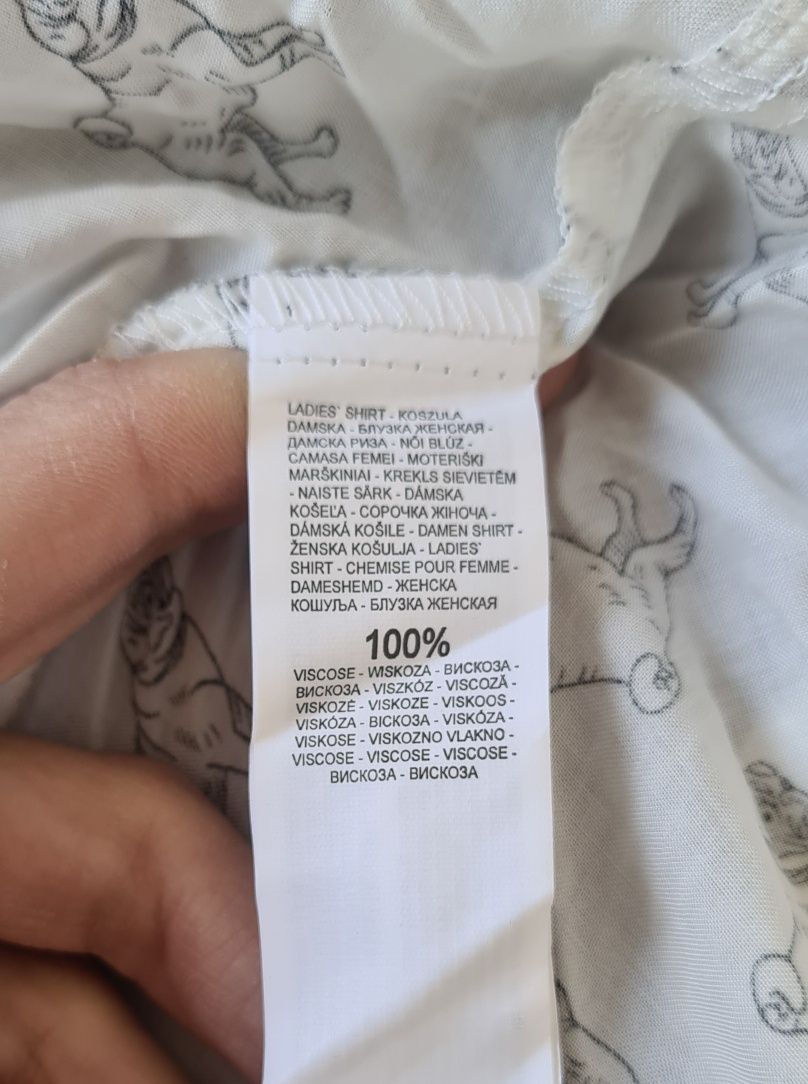 LADIES' SHIRT - KOSZULA
DAMSKA - БЛУЗКА ЖЕНСКАЯ -
ДАМСКА РИЗА - NŐI BLÚZ -
CAMASA FEMEI - MOTERIŠKI
MARŠKINIAI - KREKLS SIEVIETĒM
- NAISTE SÄRK - DÁMSKA
KOŠEĽA - СОРОЧКА ЖІНОЧА -
DÁMSKÁ KOŠILE - DAMEN SHIRT -
ŽENSKA KOŠULJA - LADIES'
SHIRT - CHEMISE POUR FEMME -
DAMESHEMD - ЖЕНСКА
КОШУЉА - БЛУЗКА ЖЕНСКАЯ
100%
VISCOSE - WISKOZA - ВИСКОЗА -
ВИСКОЗА - VISZKÓZ - VISCOZĂ -
VISKOZĖ - VISKOZE - VISKOOS -
VISKÓZA - ВІСКОЗА - VISKÓZA -
VISKOSE - VISKOZNO VLAKNO -
VISCOSE - VISCOSE - VISCOSE -
ВИСКОЗА - ВИСКОЗА